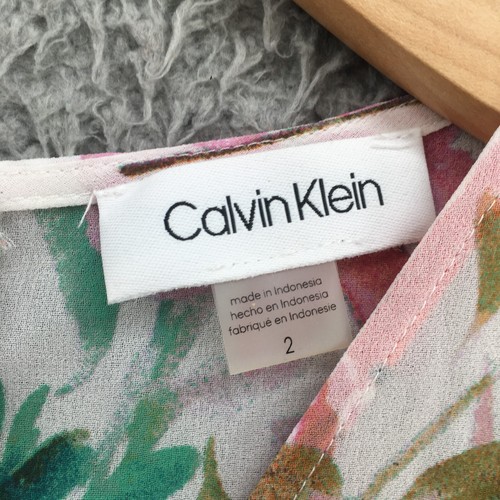 Calvin Klein
made in Indonesia
hecho en Indonesia
fabriqué en Indonesie
2